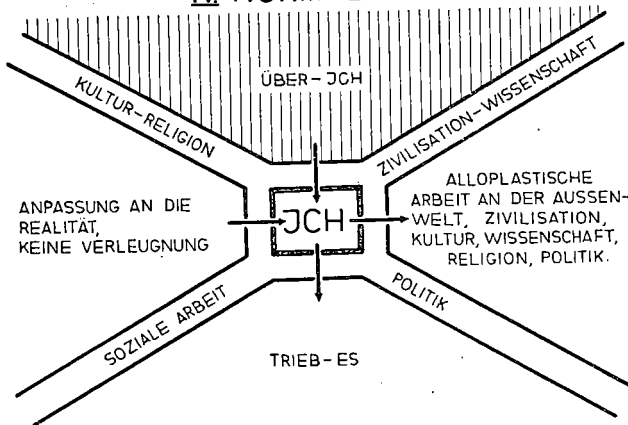 ÜBER-JCH
KULTUR-RELIGION
ZIVILISATION-WISSENSCHAFT
ANPASSUNG AN DIE
REALITÄT,
KEINE VERLEUGNUNG
JCH
ALLOPLASTISCHE
ARBEIT AN DER AUSSEN-
WELT, ZIVILISATION,
KULTUR, WISSENSCHAFT,
RELIGION, POLITIK.
SOZIALE ARBEIT
POLITIK
TRIEB-ES